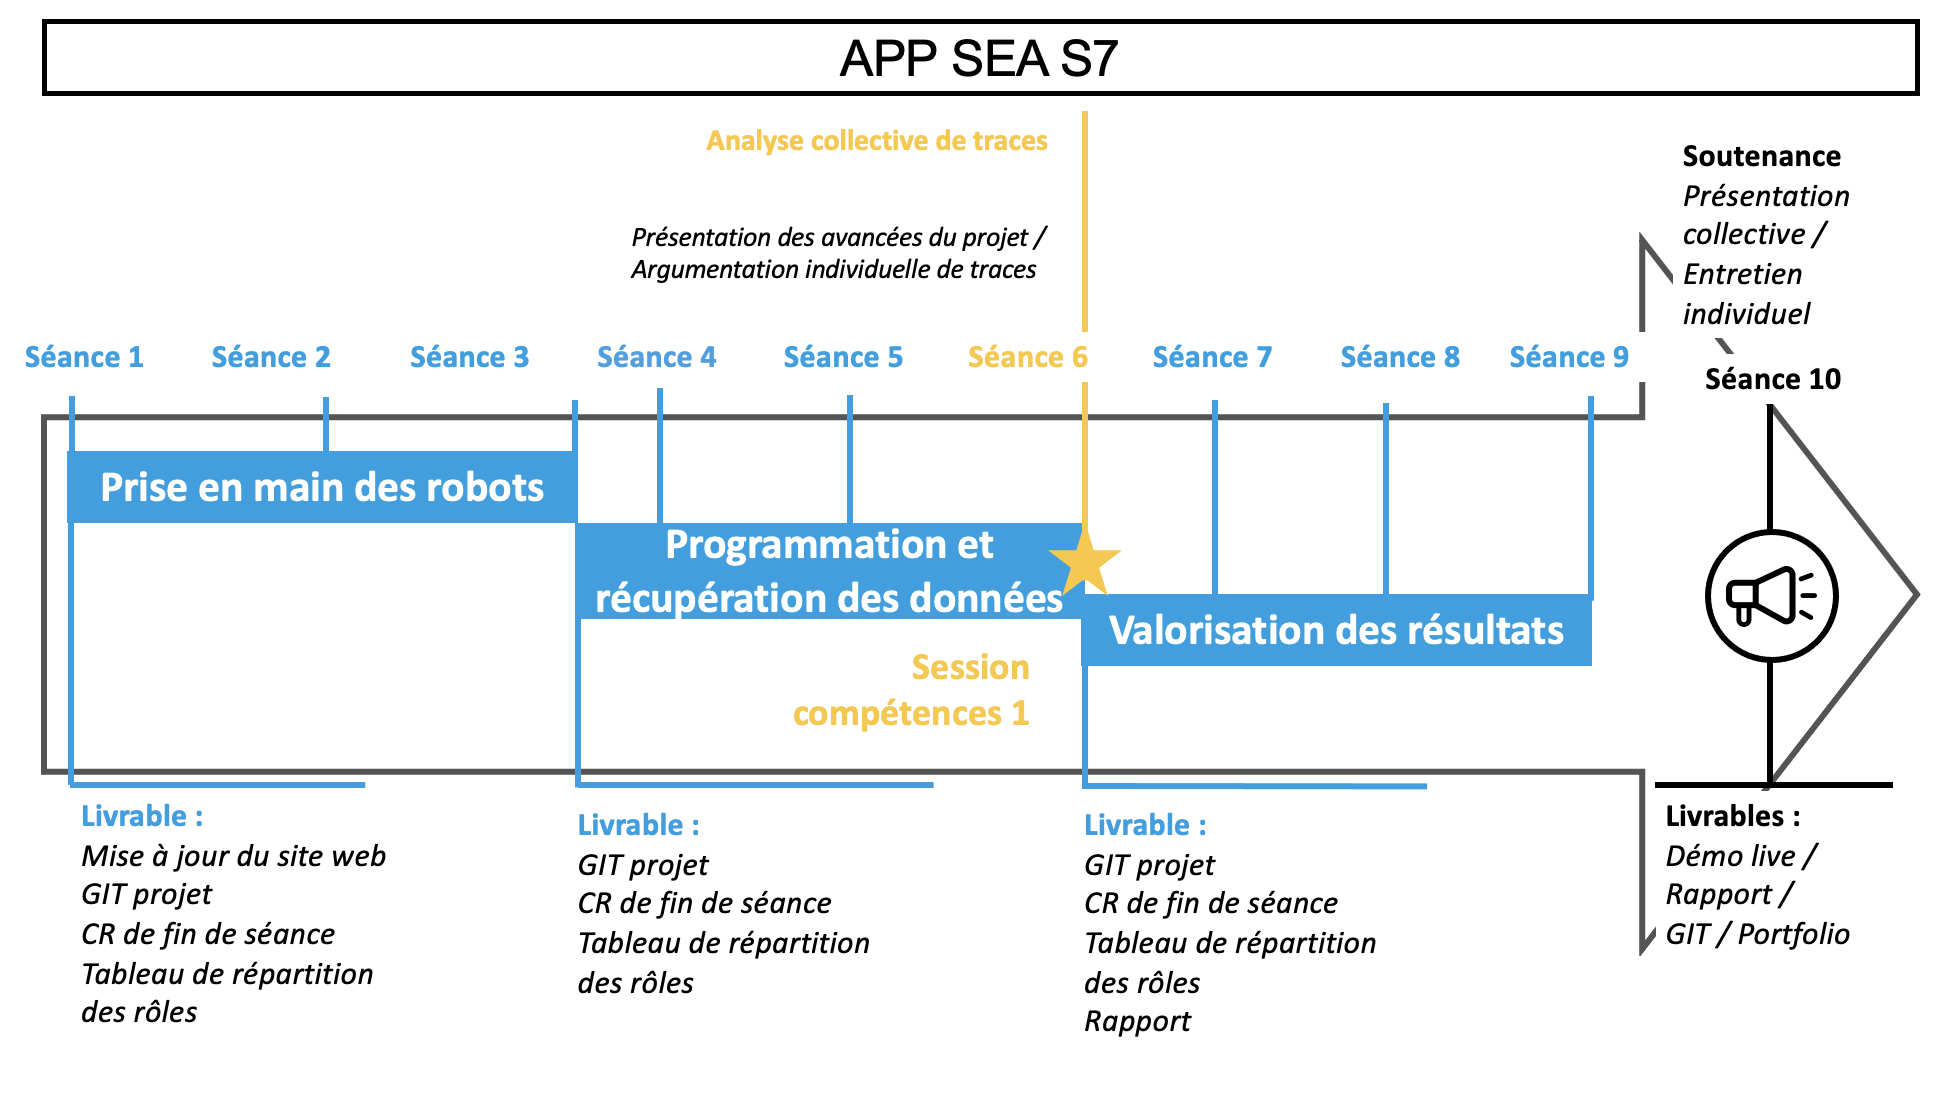 APP SEA S7
Analyse collective de traces
Présentation des avancées du projet /
Argumentation individuelle de traces
Soutenance
Présentation
collective /
Entretien
individuel
Séance 1
Séance 2
Séance 3
Séance 4
Séance 5
Séance 6
Séance 7
Séance 8
Séance 9
Séance 10
Prise en main des robots
Programmation et
récupération des données
Valorisation des résultats
Session
compétences 1
Livrable :
Mise à jour du site web
GIT projet
CR de fin de séance
Tableau de répartition
des rôles
Livrable :
GIT projet
CR de fin de séance
Tableau de répartition
des rôles
Livrable :
GIT projet
CR de fin de séance
Tableau de répartition
des rôles
Rapport
Livrables :
Démo live /
Rapport /
GIT / Portfolio